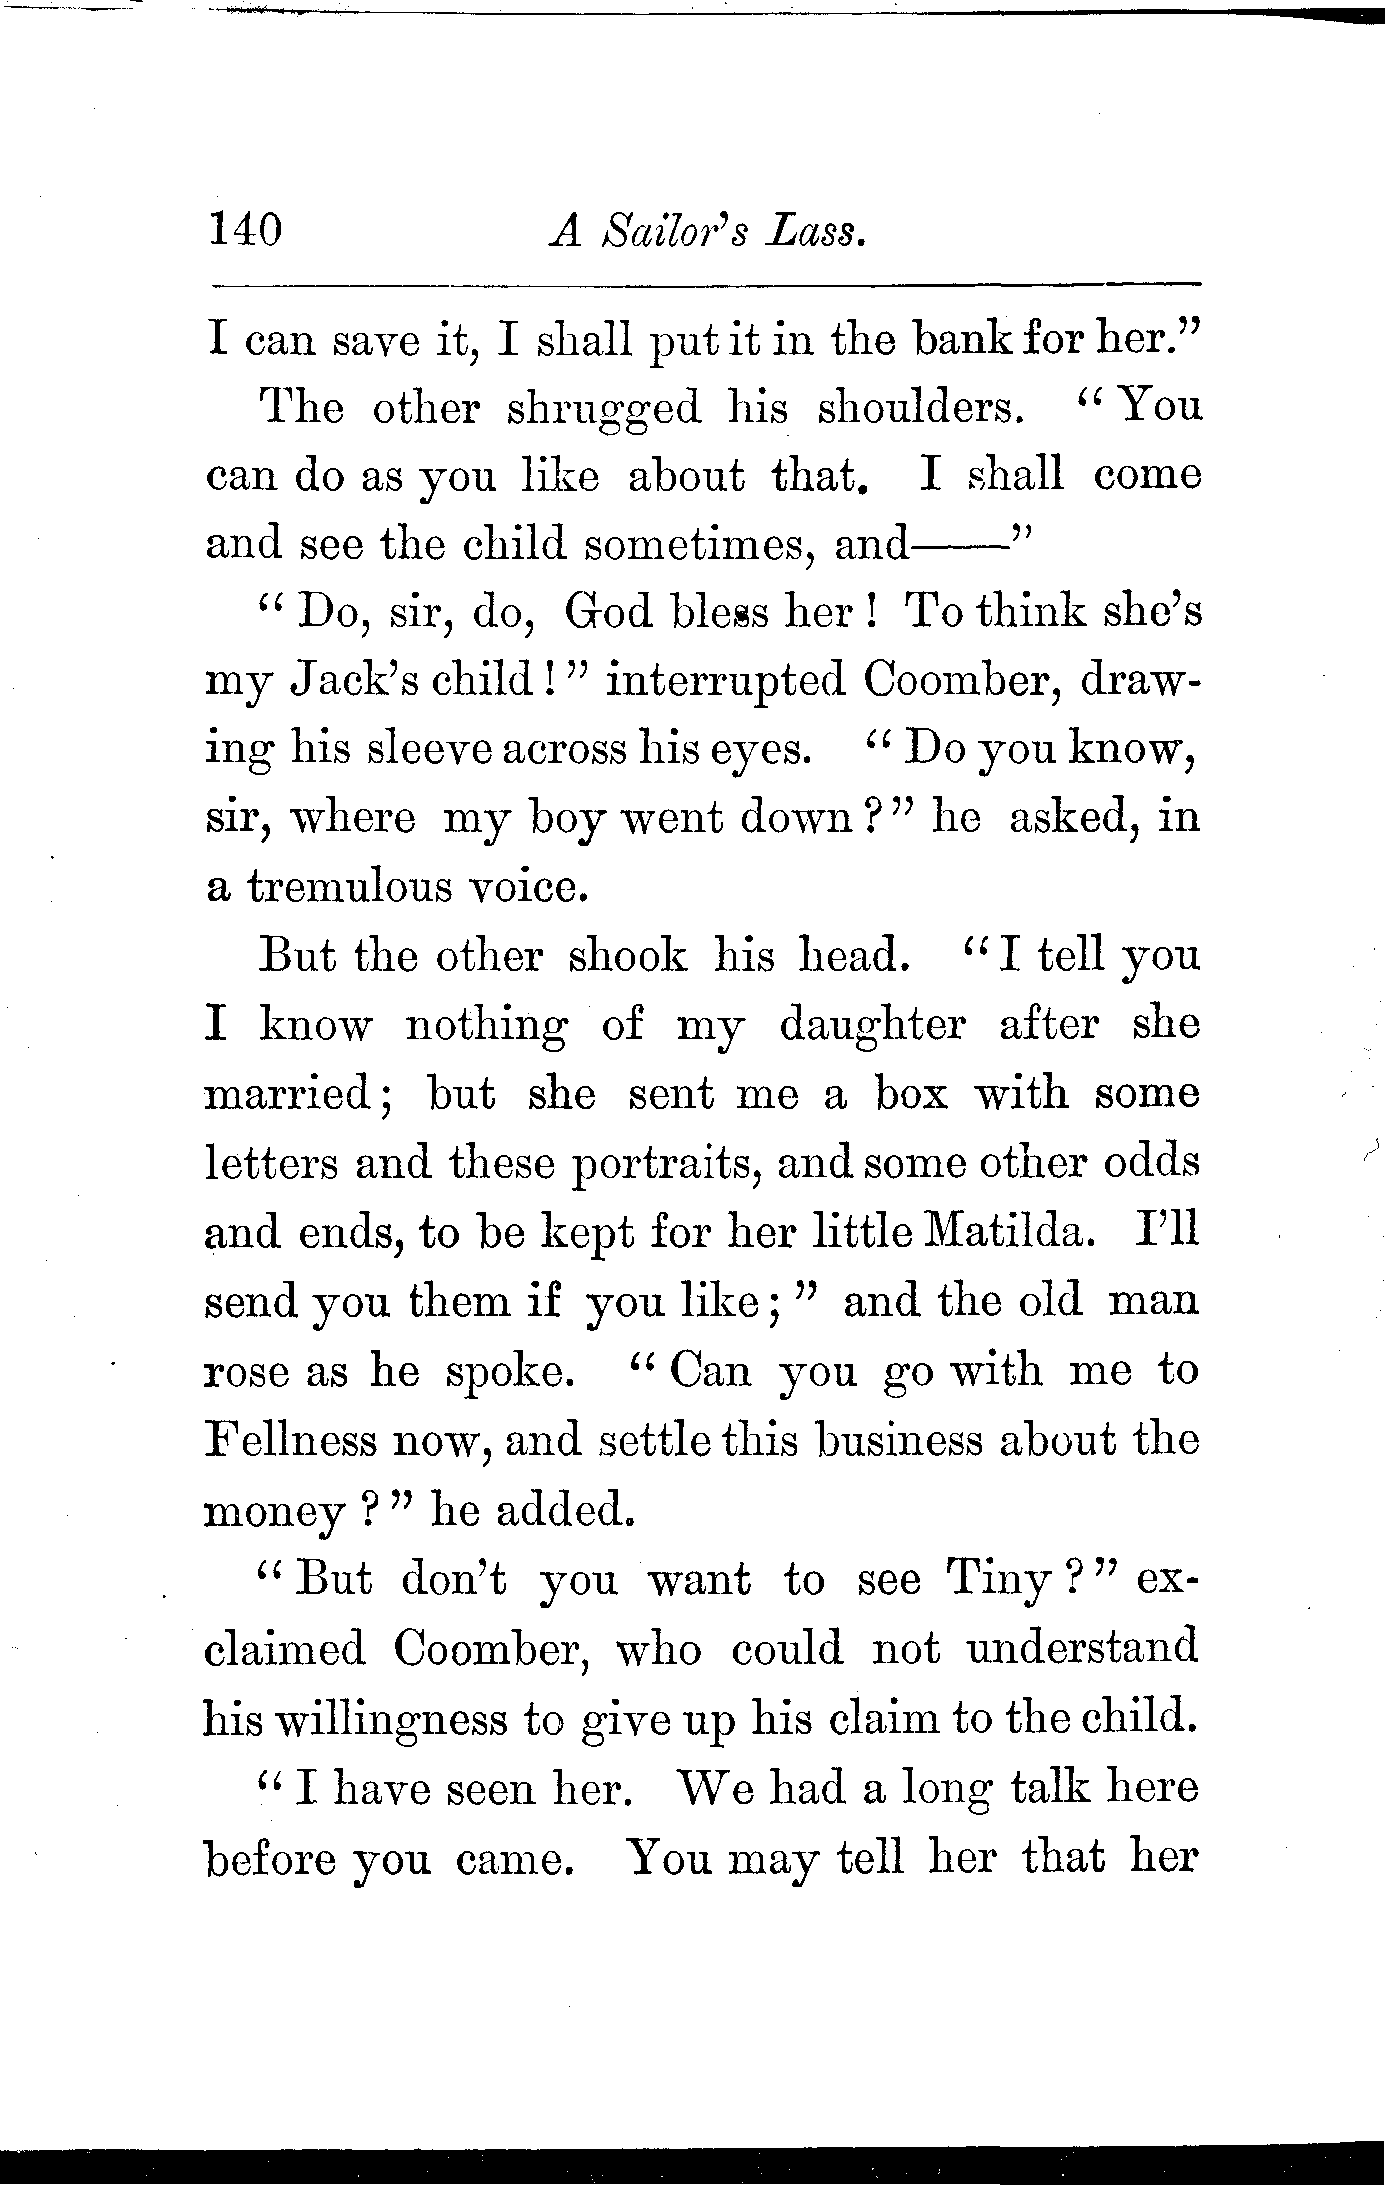 140 A Sailor's Lass.
I can save it, I shall put it in the bank for her."
The other shrugged his shoulders. "You
can do as you like about that. I shall come
and see the child sometimes, and——"
"Do, sir, do, God bless her! To think she's
my Jack's child!" interrupted Coomber, draw-
ing his sleeve across his eyes. "Do you know,
sir, where my boy went down?" he asked, in
a tremulous voice.
But the other shook his head. "I tell you
I know nothing of my daughter after she
married; but she sent me a box with some
letters and these portraits, and some other odds
and ends, to be kept for her little Matilda. I'll
send you them if you like;" and the old man
rose as he spoke. "Can you go with me to
Fellness now, and settle this business about the
money?" he added.
"But don't you want to see Tiny?" ex-
claimed Coomber, who could not understand
his willingness to give up his claim to the child.
"I have seen her. We had a long talk here
before you came. You may tell her that her